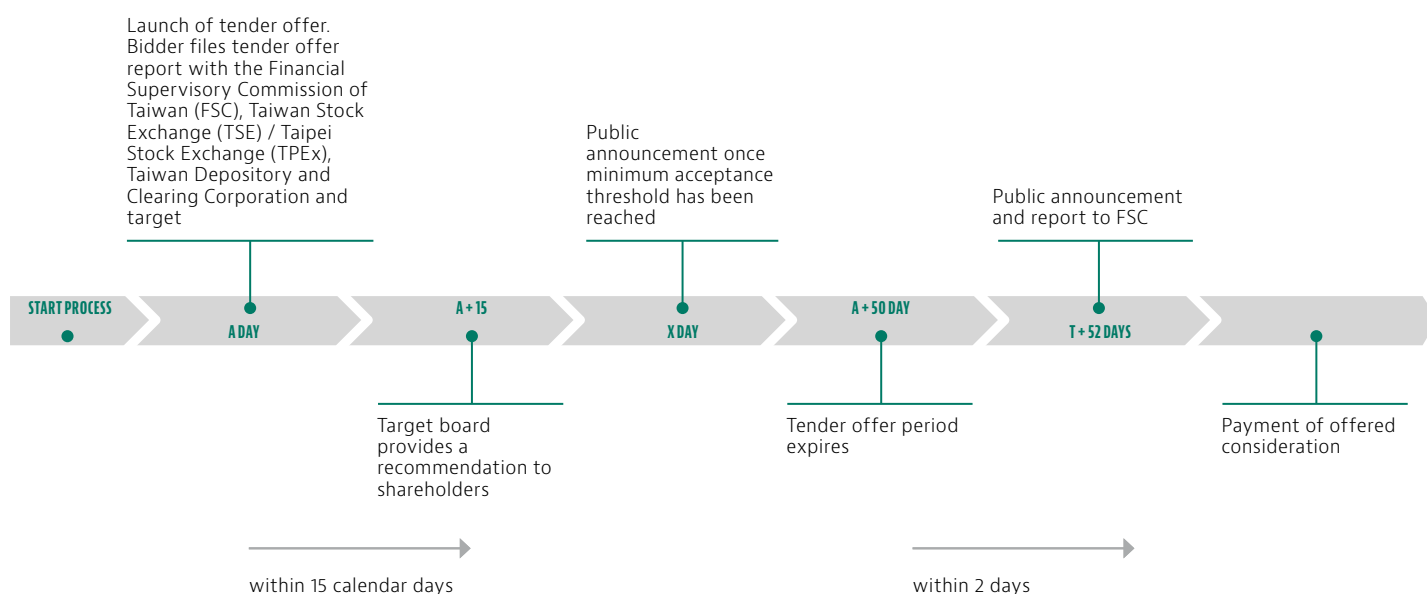 Launch of tender offer.
Bidder files tender offer
report with the Financial
Supervisory Commission of
Taiwan (FSC), Taiwan Stock
Exchange (TSE) / Taipei
Stock Exchange (TPEx),
Taiwan Depository and
Clearing Corporation and
target
Public
announcement once
minimum acceptance
threshold has been
reached
Public announcement
and report to FSC
START PROCESS
A DAY
A + 15
X DAY
A + 50 DAY
T + 52 DAYS
Target board
provides a
recommendation to
shareholders
Tender offer period
expires
Payment of offered
consideration
within 15 calendar days
within 2 days